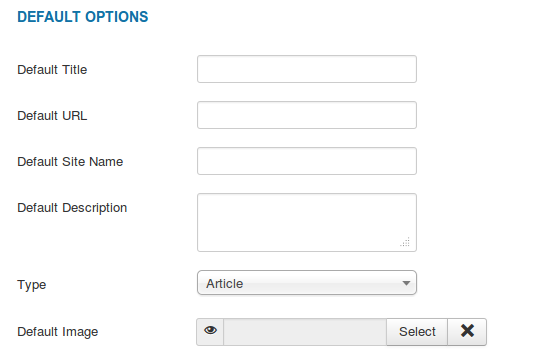 DEFAULT OPTIONS
Default Title
Default URL
Default Site Name
Default Description
Type Article
Default Image Select